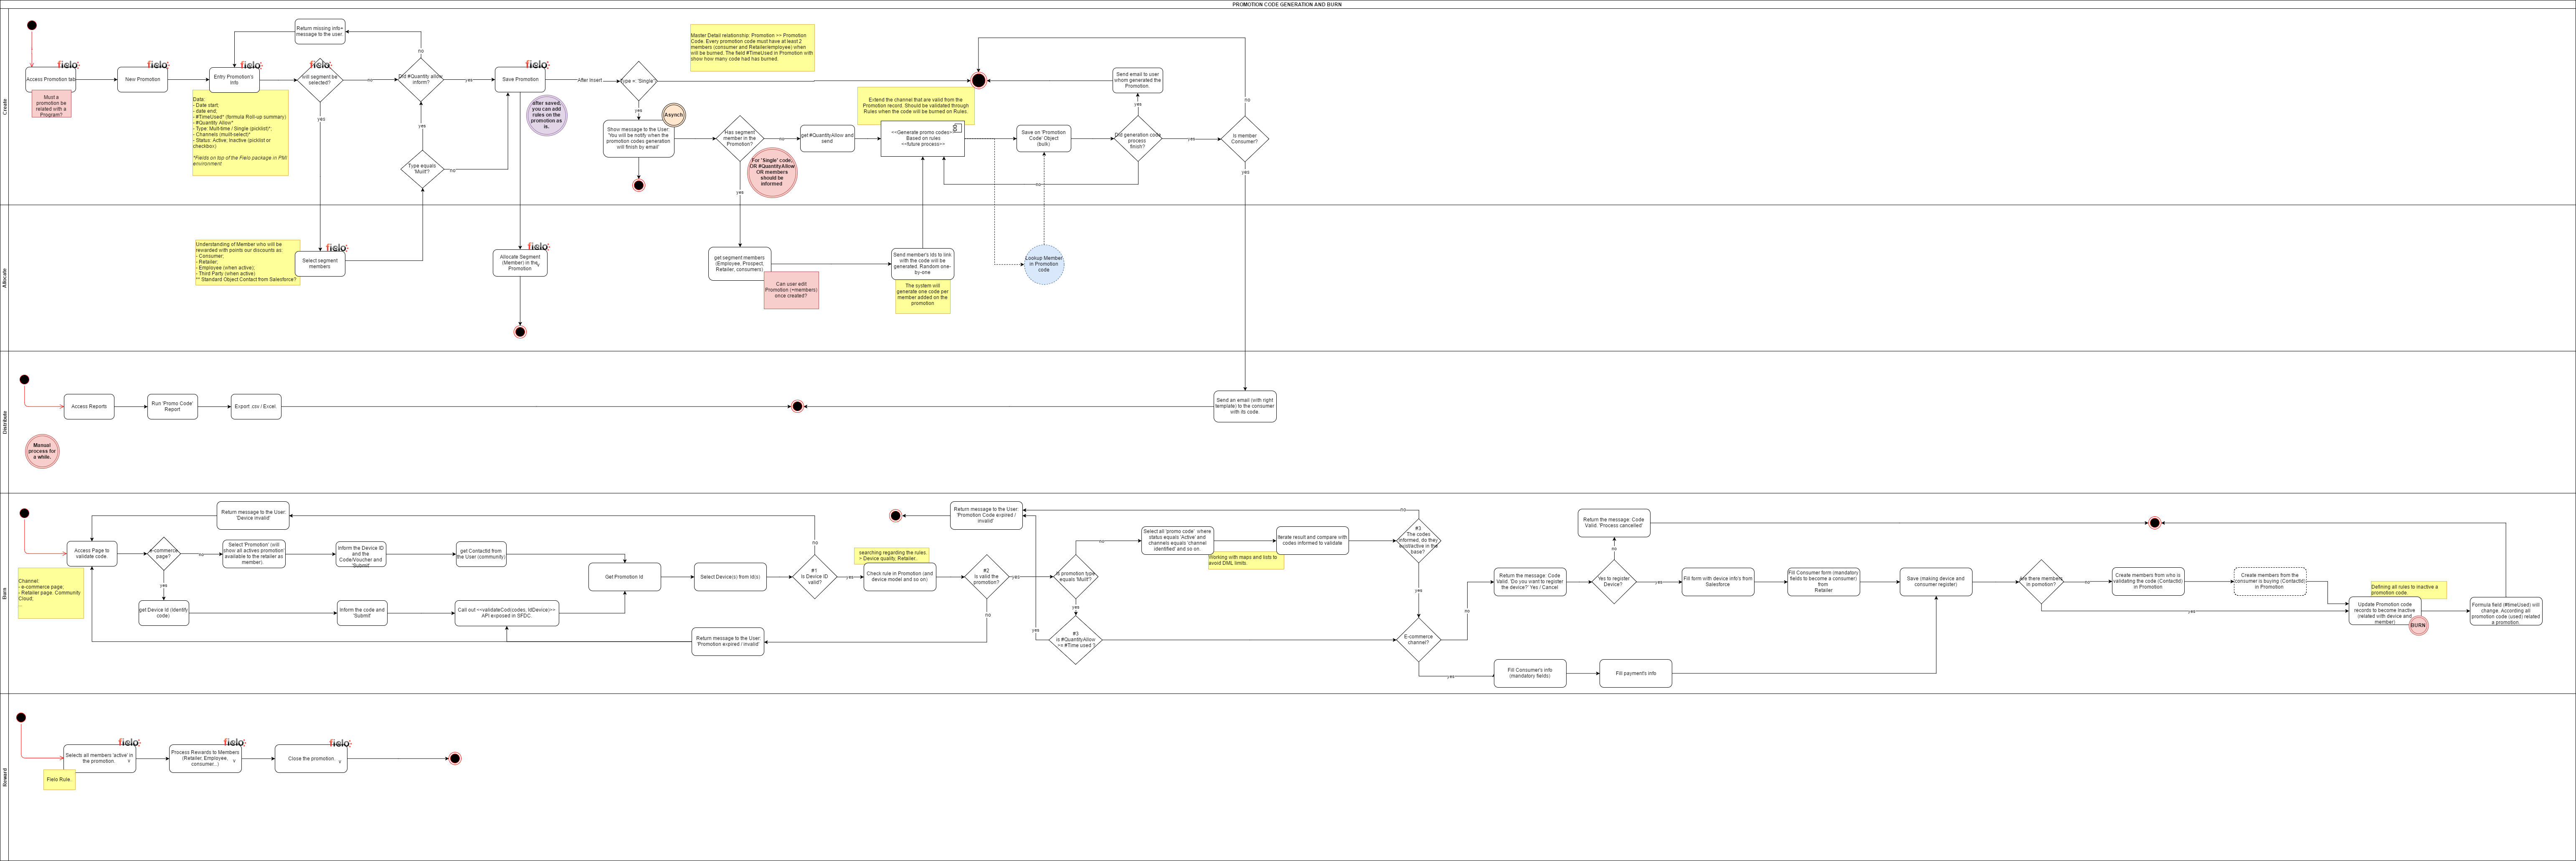 PROMOTION CODE GENERATION AND BURN
Create
Access Promotion tab
fielo
Must a
promotion be
related with a
Program?
New Promotion
fielo
Return missing info+
message to the user
Entry Promotion's
info
fielo
Data:
- Date start;
- date end;
- #TimeUsed* (formula Roll-up summary)
- #Quantity Allow*
- Type: Multi-time / Single (picklist)*;
- Channels (multi-select)*
- Status: Active; Inactive (picklist or
checkbox)
*Fields on top of the Fielo package in PMI
environment
will segment be
selected?
fielo
no
yes
Did #Quantity allow
inform?
no
yes
yes
Type equals
'Mulit'?
no
Save Promotion
fielo
after saved,
you can add
rules on the
promotion as
is.
After Insert
Type = 'Single'?
yes
Master:Detail relationship: Promotion >> Promotion
Code. Every promotion code must have at least 2
members (consumer and Retailer/employee) when
will be burned. The field #TimeUsed in Promotion with
show how many code had has burned.
Show message to the User:
'You will be notify when the
promotion codes generation
will finish by email'
Asynch
Has segment
member in the
Promotion?
no
yes
For 'Single' code,
OR #QuantityAllow
OR members
should be
informed
get #QuantityAllow and
send
Extend the channel that are valid from the
Promotion record. Should be validated through
Rules when the code will be burned on Rules.
<<Generate promo codes>>
Based on rules
<<future process>>
Save on 'Promotion
Code' Object
(bulk)
Did generation code
process
finish?
yes
no
yes
Send email to user
whom generated the
Promotion.
Is member
Consumer?
no
yes
Allocate
Understanding of Member who will be
rewarded with points our discounts as:
- Consumer;
- Retailer;
- Employee (when active);
- Third Party (when active)
** Standard Object Contact from Salesforce?
Select segment
members
fielo
Allocate Segment
(Member) in the
Promotion
fielo
get segment members
(Employee, Prospect,
Retailer, consumers)
Can user edit
Promotion (+members)
once created?
Send member's Ids to link
with the code will be
generated. Random one-
by-one
The system will
generate one code per
member added on the
promotion
Lookup Member
in Promotion
code
Distribute
Access Reports
Run 'Promo Code'
Report
Export .csv / Excel.
Send an email (with right
template) to the consumer
with its code.
Manual
process for
a while.
Burn
Return message to the User:
'Device invalid'
Access Page to
validate code.
Channel:
- e-commerce page;
- Retailer page. Community
Cloud;
...
e-commerce
page?
no
yes
Select 'Promotion' (will
show all actives promotion'
available to the retailer as
member).
Inform the Device ID
and the
Code/Voucher and
'Submit'
get ContactId from
the User (community)
get Device Id (Identify
code)
Inform the code and
'Submit'
Call out <<validateCod(codes, IdDevice)>>
API exposed in SFDC.
Get Promotion Id
Select Device(s) from Id(s)
#1
Is Device ID
valid?
no
yes
Return message to the User:
'Promotion expired / invalid'
searching regarding the rules
= Device quality, Retailer.
Check rule in Promotion (and
device model and so on)
#2
Is valid the
promotion?
yes
no
Return message to the User:
'Promotion Code expired /
invalid'
Is promotion type
equals 'Mulit'?
no
yes
yes
#3
is #QuantityAllow
<= #Time used ?
Select all 'promo code': where
status equals 'Active' and
channels equals 'channel
identified' and so on.
Working with maps and lists to
avoid DML limits.
Iterate result and compare with
codes informed to validate
#3
The codes
informed, do they
exist/active in the
base?
no
yes
E-commerce
channel?
no
yes
Return the message: Code
Valid. 'Process cancelled'
Return the message: Code
Valid. Do you want to register
the device?' Yes / Cancel
Yes to register
Device?
no
yes
Fill form with device info's from
Salesforce
Fill Consumer form (mandatory
fields to become a consumer)
from
Retailer
Save (making device and
consumer register)
Fill Consumer's info
(mandatory fields)
Fill payment's info
Are there members
in pomotion?
no
yes
Create members from who is
validating the code (ContactId)
in Promotion
Create members from the
consumer is buying (ContactId)
in Promotion
Defining all rules to inactive a
promotion code.
Update Promotion code
records to become Inactive
(related with device and
member)
BURN
Formula field (#timeUsed) will
change. According all
promotion code (used) related
a promotion.
Reward
Selects all members 'active' in
the promotion.
fielo
Fielo Rule.
Process Rewards to Members
(Retailer, Employee,
consumer...)
fielo
Close the promotion.
fielo